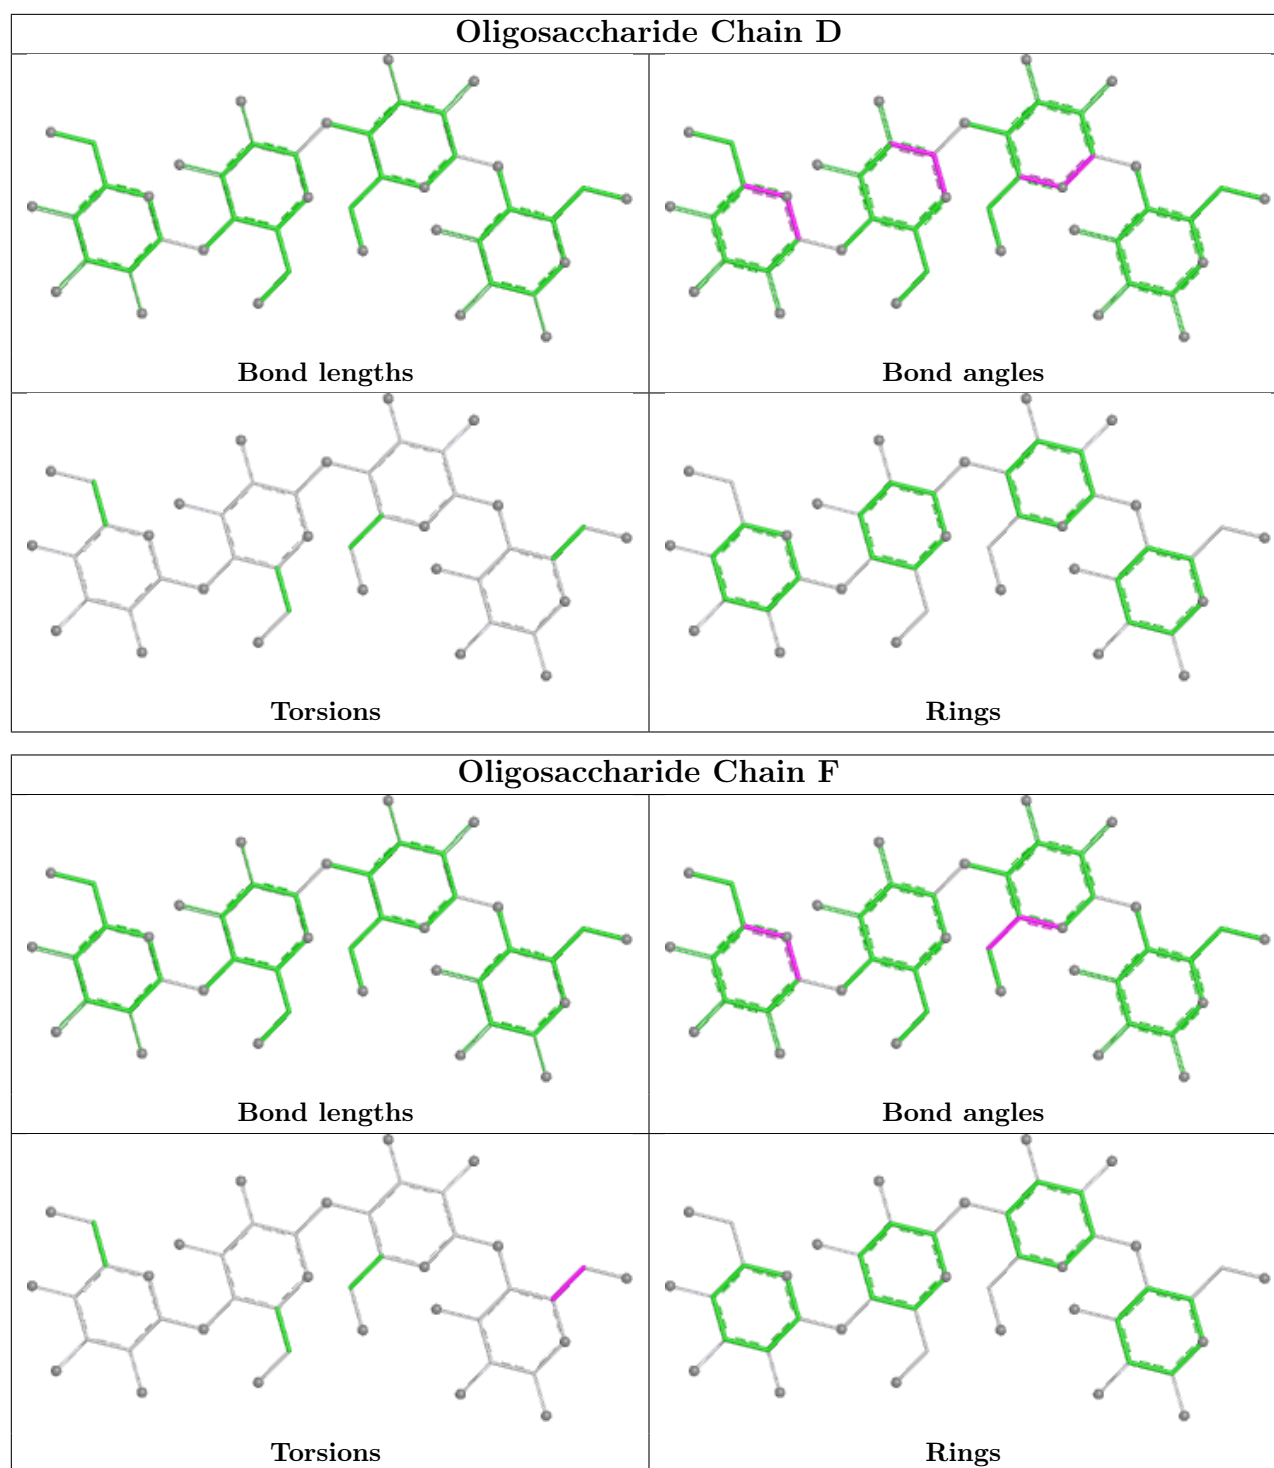 Oligosaccharide Chain D
Bond lengths
Bond angles
Torsions
Rings
Oligosaccharide Chain F
Bond lengths
Bond angles
Torsions
Rings